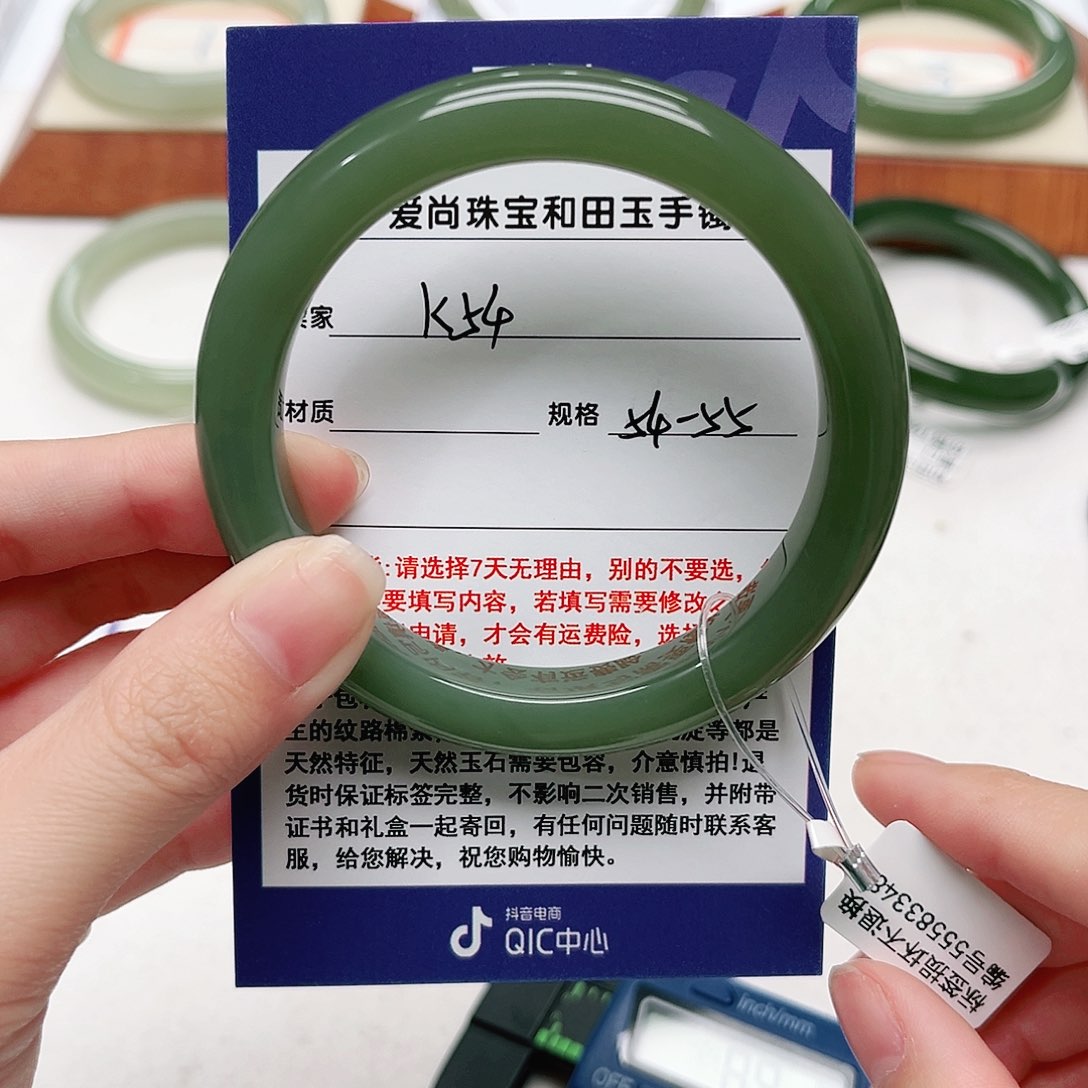 爱尚珠宝和田玉手镯
家 K54
材质 规格 54-55
请选择7天无理由，别的不要选，
要填写内容，若填写需要修改
申请，才会有运费险，选择
生的纹路棉絮 等都是
天然特征，天然玉石需要包容，介意慎拍！退
货时保证标签完整，不影响二次销售，并附带
证书和礼盒一起寄回，有任何问题随时联系客
服，给您解决，祝您购物愉快。
抖音电商
QIC中心
标签损坏不退换
编号5558334
inch/mm
OFF